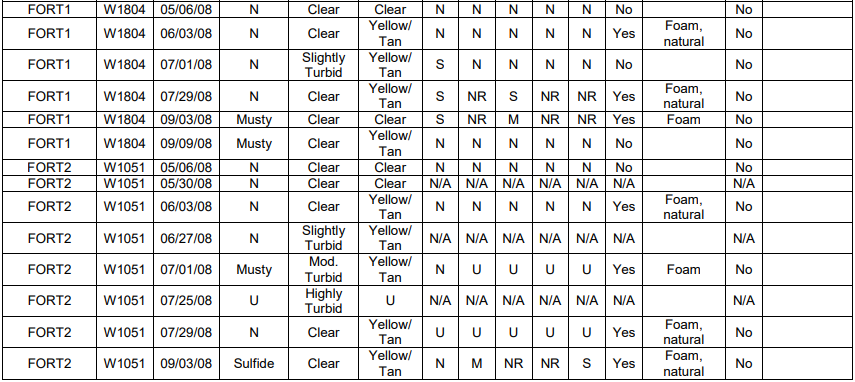 FORT1 W1804 05/06/08 N Clear Clear N N N N N No No
FORT1 W1804 06/03/08 N Clear Yellow/ Tan N N N N N Yes Foam, natural No
FORT1 W1804 07/01/08 N Slightly Turbid Yellow/ Tan S N N N N No No
FORT1 W1804 07/29/08 N Clear Yellow/ Tan S NR S NR NR Yes Foam, natural No
FORT1 W1804 09/03/08 Musty Clear Clear S NR M NR NR Yes Foam No
FORT1 W1804 09/09/08 Musty Clear Yellow/ Tan N N N N N No No
FORT2 W1051 05/06/08 N Clear Clear N N N N N No No
FORT2 W1051 05/30/08 N Clear Clear N/A N/A N/A N/A N/A N/A N/A
FORT2 W1051 06/03/08 N Clear Yellow/ Tan N N N N N Yes Foam, natural No
FORT2 W1051 06/27/08 N Slightly Turbid Yellow/ Tan N/A N/A N/A N/A N/A N/A N/A
FORT2 W1051 07/01/08 Musty Mod. Turbid Yellow/ Tan N U U U U Yes Foam No
FORT2 W1051 07/25/08 U Highly Turbid U N/A N/A N/A N/A N/A N/A N/A
FORT2 W1051 07/29/08 N Clear Yellow/ Tan U U U U U Yes Foam, natural No
FORT2 W1051 09/03/08 Sulfide Clear Yellow/ Tan N M NR NR S Yes Foam, natural No